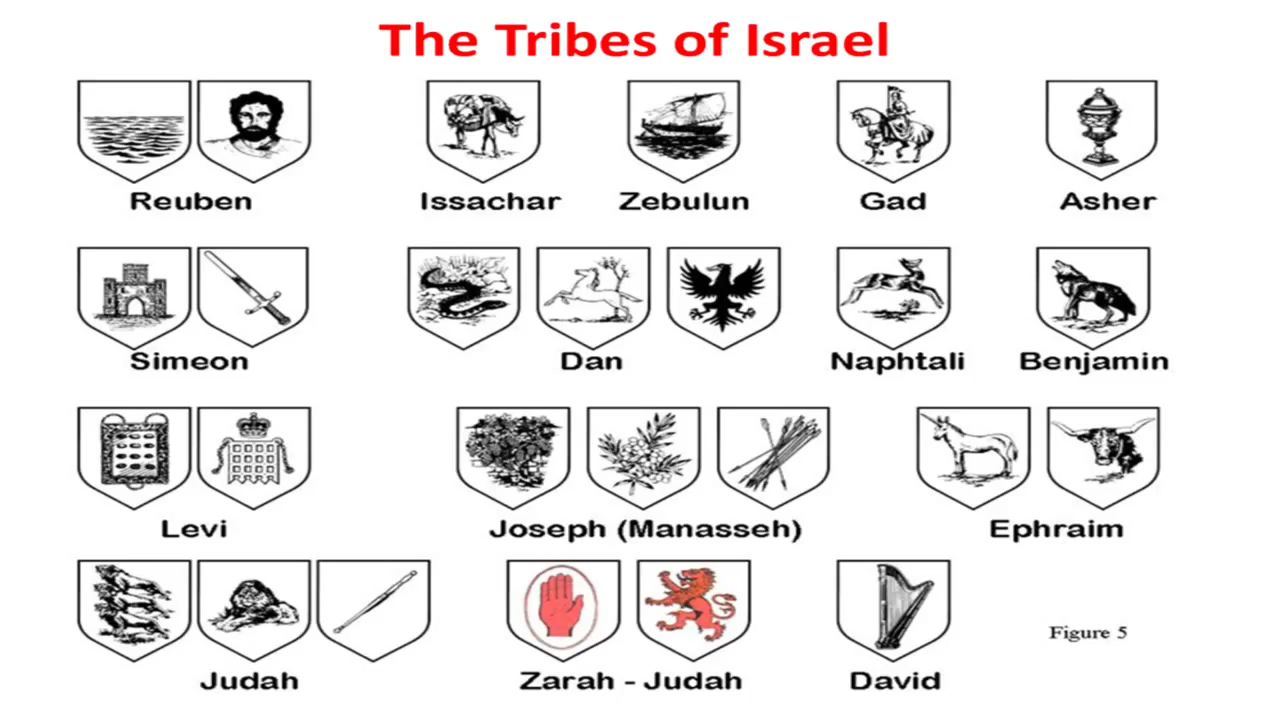 The Tribes of Israel
Reuben
Issachar
Zebulun
Gad
Asher
Simeon
Dan
Naphtali
Benjamin
Levi
Joseph (Manasseh)
Ephraim
Figure 5
Judah
Zarah - Judah
David